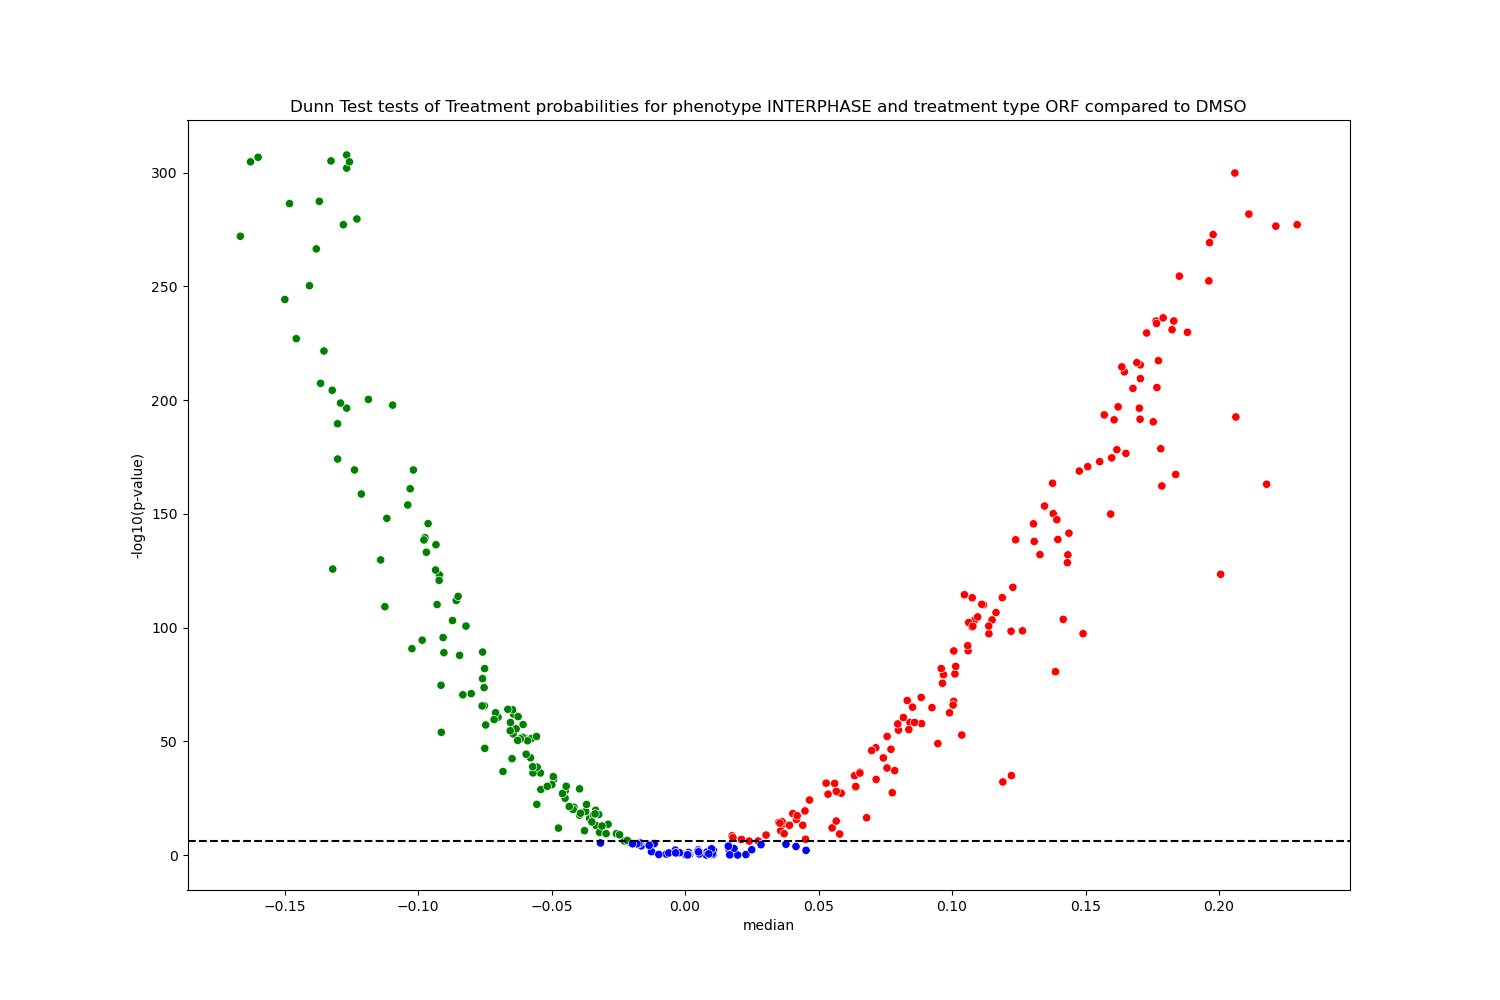 Dunn Test tests of Treatment probabilities for phenotype INTERPHASE and treatment type ORF compared to DMSO
300
250
200
150
100
50
0
-log10(p-value)
−0.15 −0.10 −0.05 0.00 0.05 0.10 0.15 0.20
median